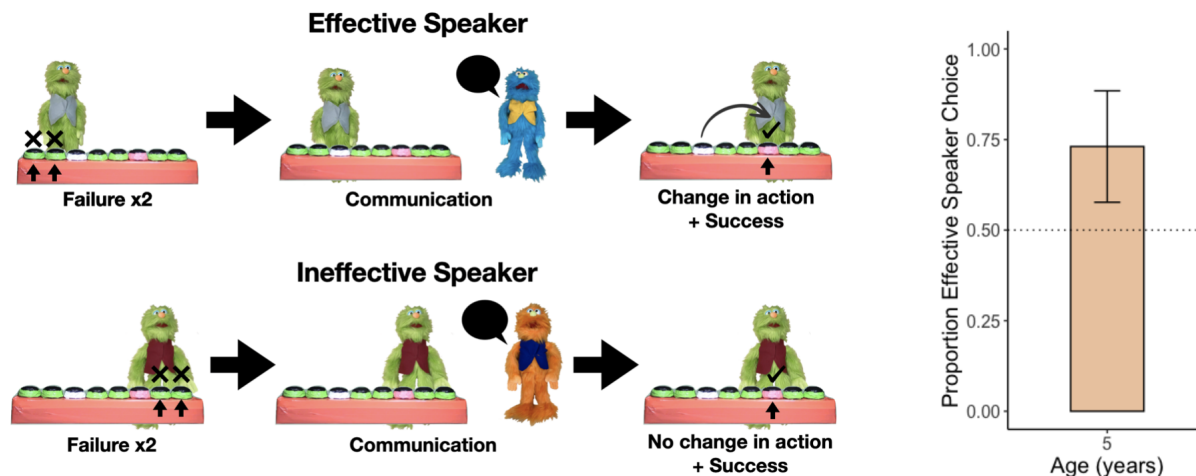 Effective Speaker
Failure x2
Communication
Change in action
+ Success
Ineffective Speaker
Failure x2
Communication
No change in action
+ Success
Proportion Effective Speaker Choice
1.00
0.75
0.50
0.25
0.00
5
Age (years)